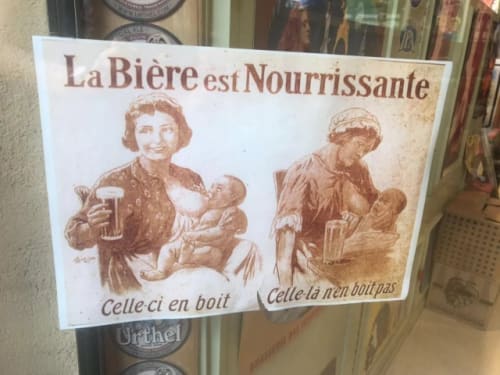 La Bière est Nourrissante
Celle-ci en boit
Celle-là n'en boit pas
Urthel